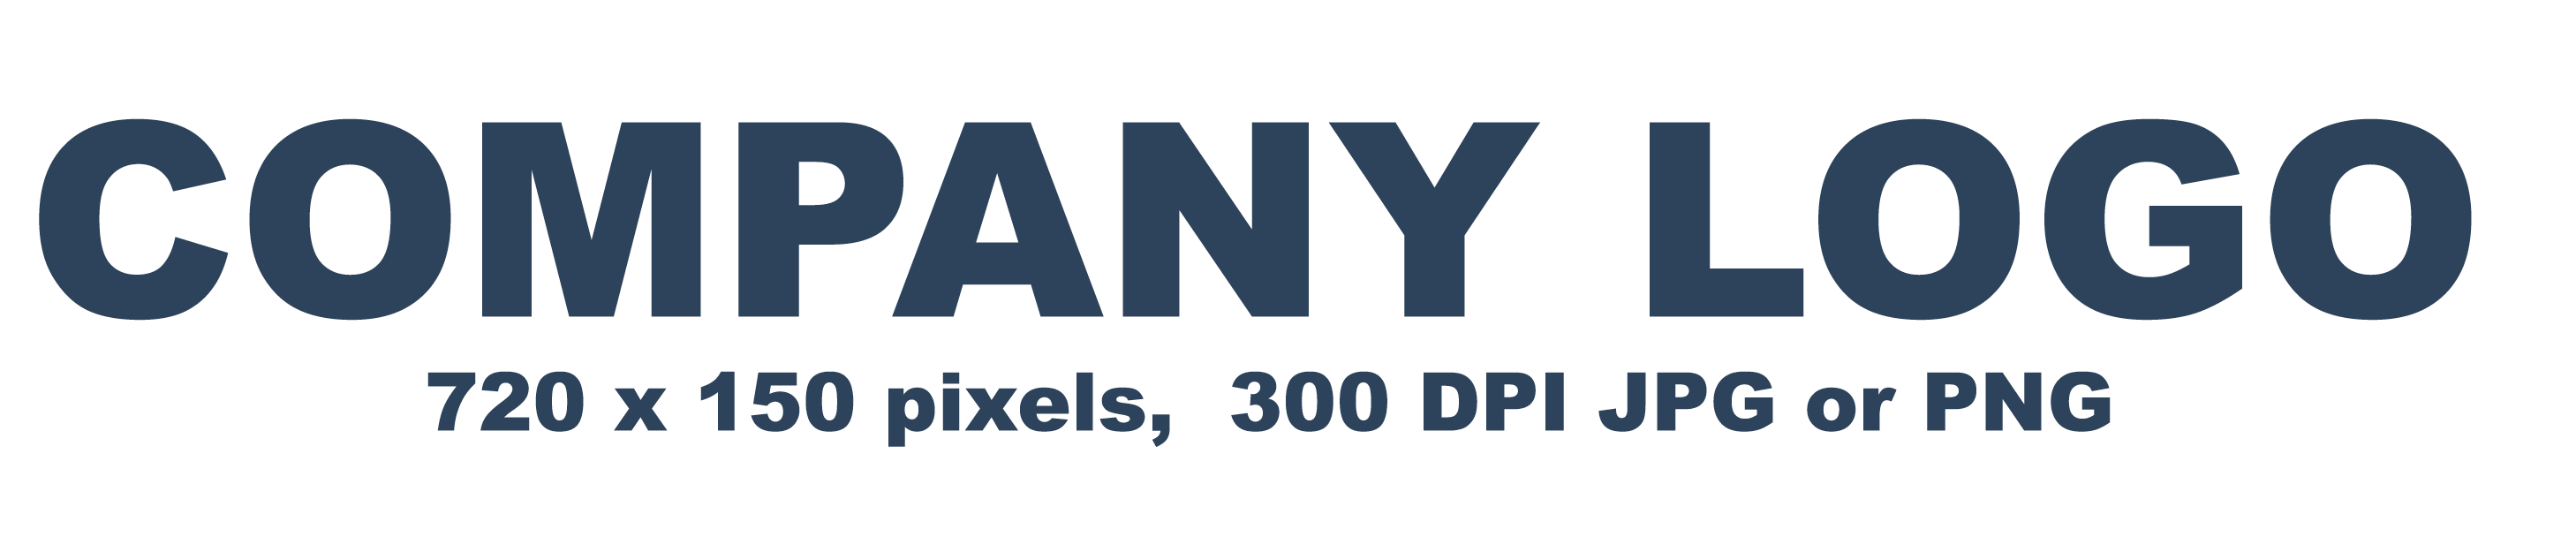 COMPANY LOGO
720 x 150 pixels,  300 DPI JPG or PNG